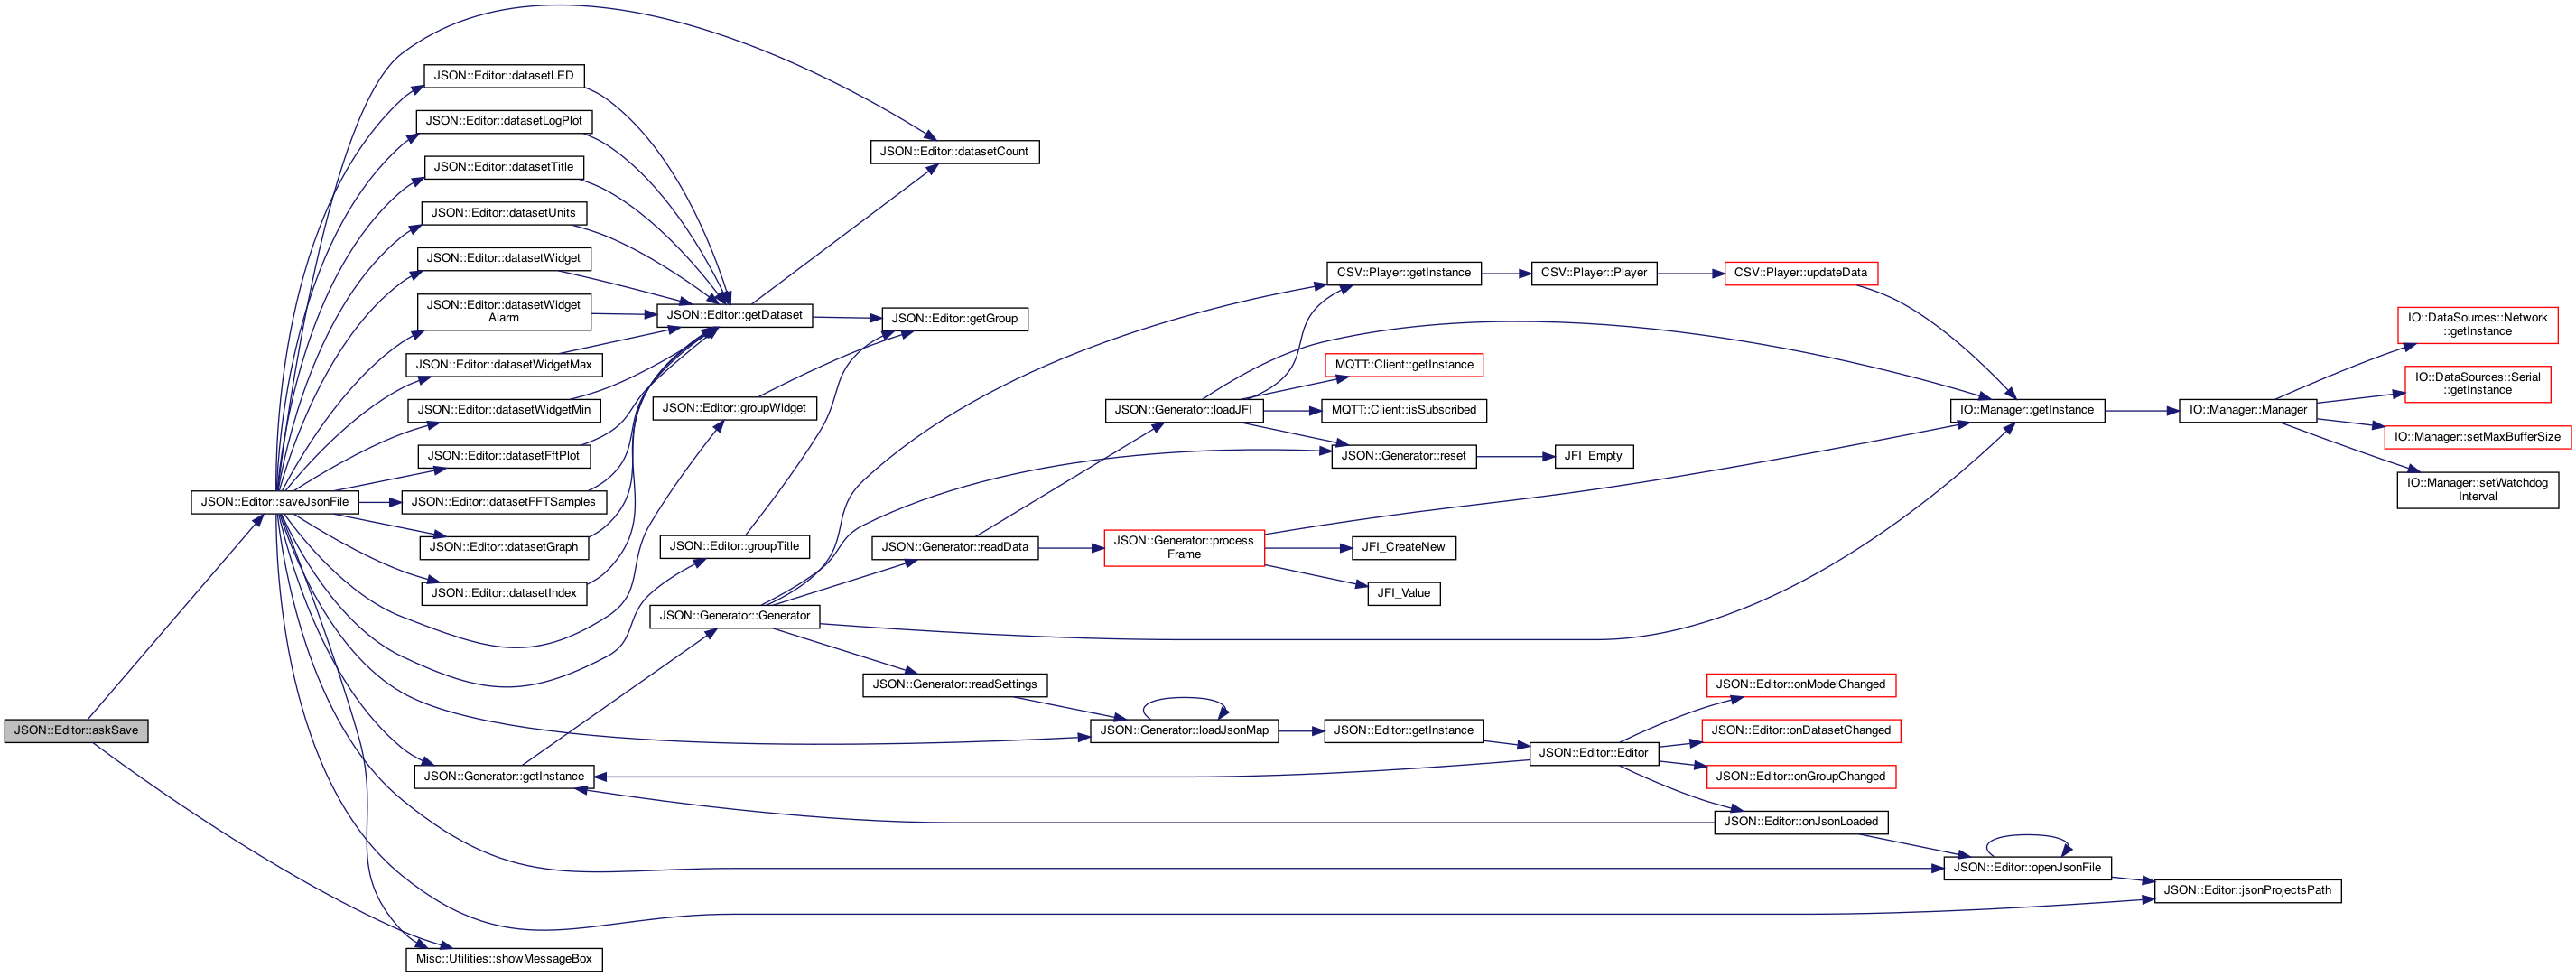 JSON::Editor::askSave
JSON::Editor::saveJsonFile
JSON::Editor::datasetLED
JSON::Editor::datasetLogPlot
JSON::Editor::datasetTitle
JSON::Editor::datasetUnits
JSON::Editor::datasetWidget
JSON::Editor::datasetWidget
Alarm
JSON::Editor::datasetWidgetMax
JSON::Editor::datasetWidgetMin
JSON::Editor::datasetFftPlot
JSON::Editor::datasetFFTSamples
JSON::Editor::datasetGraph
JSON::Editor::datasetIndex
JSON::Generator::getInstance
Misc::Utilities::showMessageBox
JSON::Editor::getDataset
JSON::Editor::groupWidget
JSON::Editor::groupTitle
JSON::Generator::Generator
JSON::Editor::datasetCount
JSON::Editor::getGroup
JSON::Generator::readData
JSON::Generator::readSettings
JSON::Generator::loadJFI
JSON::Generator::process
Frame
JSON::Generator::loadJsonMap
CSV::Player::getInstance
MQTT::Client::getInstance
MQTT::Client::isSubscribed
JSON::Generator::reset
JFI_CreateNew
JFI_Value
JSON::Editor::getInstance
CSV::Player::Player
JFI_Empty
JSON::Editor::Editor
CSV::Player::updateData
JSON::Editor::onModelChanged
JSON::Editor::onDatasetChanged
JSON::Editor::onGroupChanged
JSON::Editor::onJsonLoaded
IO::Manager::getInstance
JSON::Editor::openJsonFile
IO::Manager::Manager
JSON::Editor::jsonProjectsPath
IO::DataSources::Network
::getInstance
IO::DataSources::Serial
::getInstance
IO::Manager::setMaxBufferSize
IO::Manager::setWatchdog
Interval